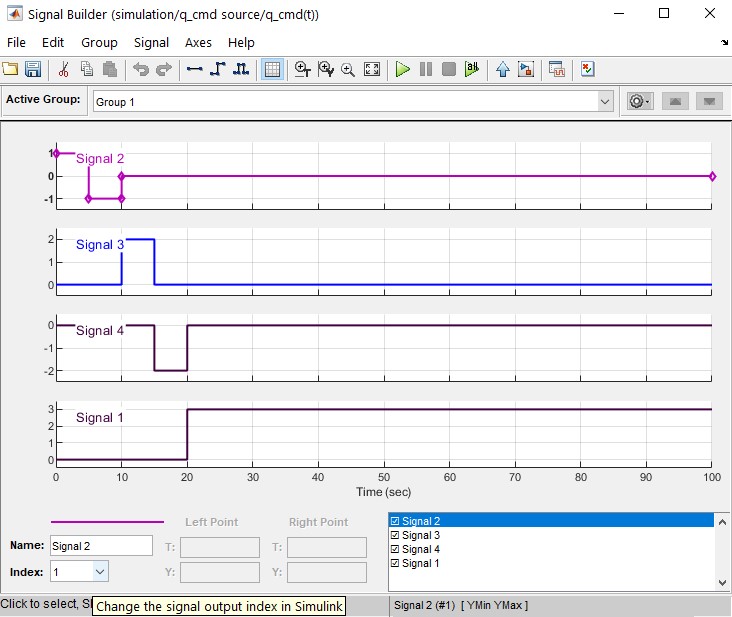 Signal Builder (simulation/q_cmd source/q_cmd(t))
File Edit Group Signal Axes Help
Active Group: Group 1
Signal 2
1
0
-1
Signal 3
2
1
0
Signal 4
0
-1
-2
Signal 1
3
2
1
0
0 10 20 30 40 50 60 70 80 90 100
Time (sec)
Left Point Right Point
Name: Signal 2 T: T:
Index: 1 Y: Y:
Signal 2
Signal 3
Signal 4
Signal 1
Click to select, Sh
Change the signal output index in Simulink
Signal 2 (#1) [ YMin YMax ]